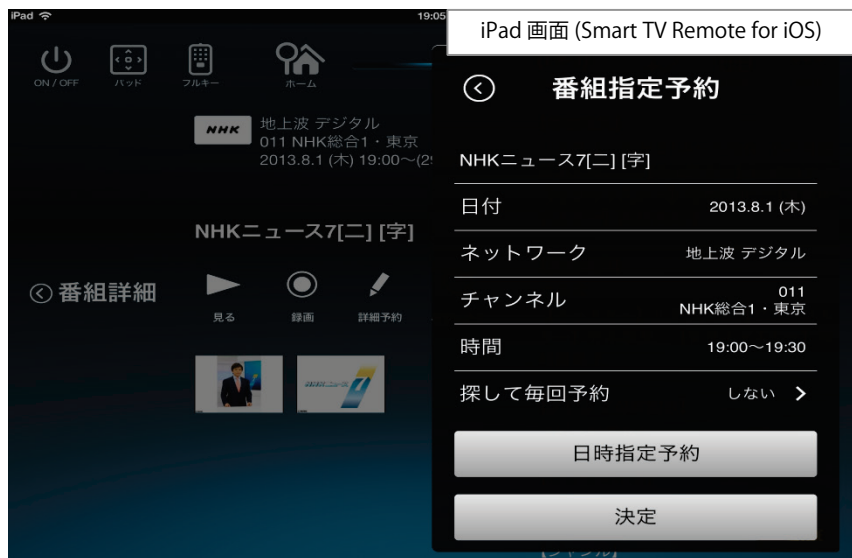 iPad
19:05
iPad 画面 (Smart TV Remote for iOS)
ON / OFF
パッド
フルキー
ホーム
NHK
地上波 デジタル
011 NHK総合1・東京
2013.8.1 (木) 19:00～(29
NHKニュース7[二] [字]
番組詳細
見る
録画
詳細予約
番組指定予約
NHKニュース7[二] [字]
日付
2013.8.1 (木)
ネットワーク
地上波 デジタル
チャンネル
011
NHK総合1・東京
時間
19:00～19:30
探して毎回予約
しない
日時指定予約
決定